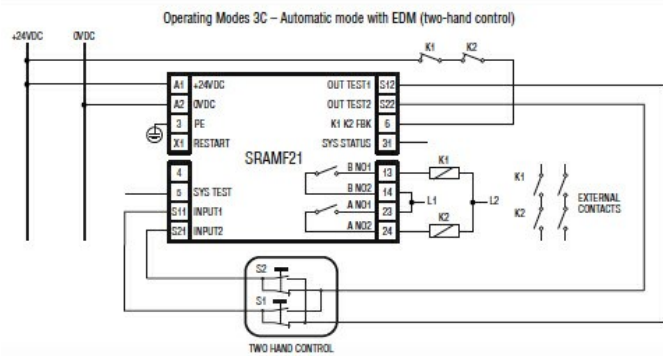 Operating Modes 3C – Automatic mode with EDM (two-hand control)
+24VDC 0VDC
K1 K2
A1 +24VDC OUT TEST1 S12
A2 0VDC OUT TEST2 S22
3 PE K1 K2 FBK 6
X1 RESTART SYS STATUS 31
SRAMF21
4 B NO1 13 K1
5 SYS TEST B NO2 14
S11 INPUT1 A NO1 23
S21 INPUT2 A NO2 24 K2
L1 L2
K1
K2
EXTERNAL
CONTACTS
S2
S1
TWO HAND CONTROL